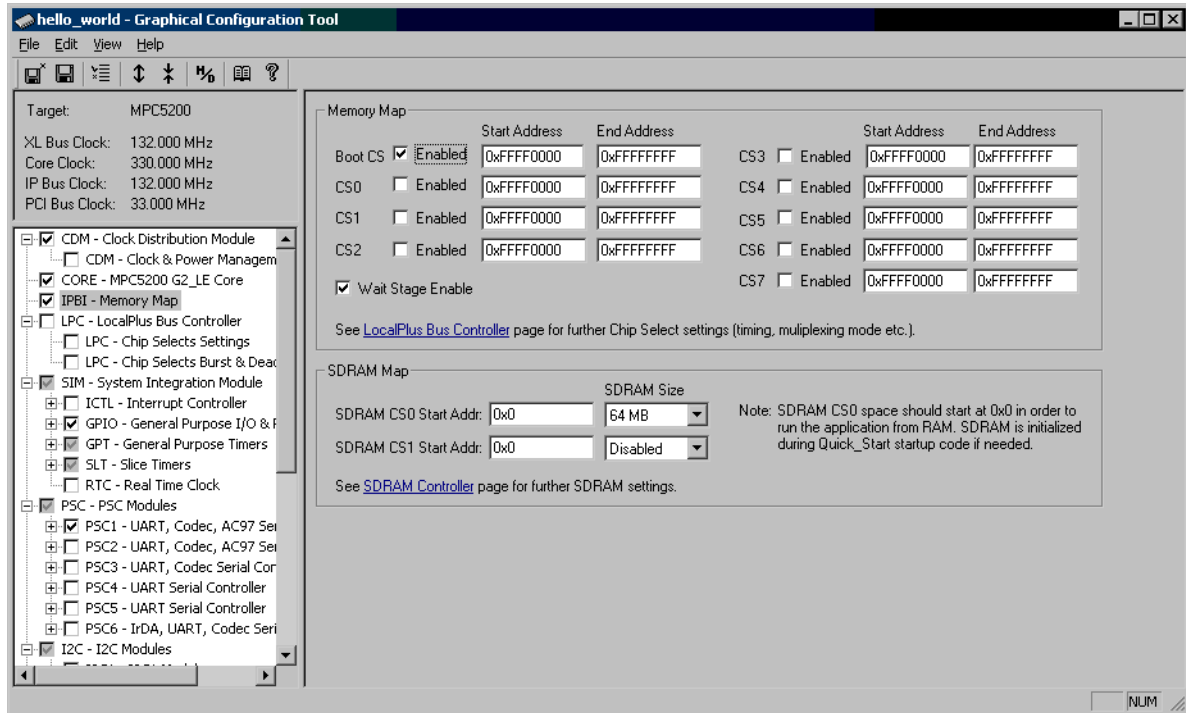 hello_world - Graphical Configuration Tool
File Edit View Help
H/D
Target: MPC5200
XL Bus Clock: 132.000 MHz
Core Clock: 330.000 MHz
IP Bus Clock: 132.000 MHz
PCI Bus Clock: 33.000 MHz
CDM - Clock Distribution Module
CDM - Clock & Power Managem
CORE - MPC5200 G2_LE Core
IPBI - Memory Map
LPC - LocalPlus Bus Controller
LPC - Chip Selects Settings
LPC - Chip Selects Burst & Dead
SIM - System Integration Module
ICTL - Interrupt Controller
GPIO - General Purpose I/O &
GPT - General Purpose Timers
SLT - Slice Timers
RTC - Real Time Clock
PSC - PSC Modules
PSC1 - UART, Codec, AC97 Ser
PSC2 - UART, Codec, AC97 Ser
PSC3 - UART, Codec Serial Con
PSC4 - UART Serial Controller
PSC5 - UART Serial Controller
PSC6 - IrDA, UART, Codec Seri
I2C - I2C Modules
Memory Map
Start Address End Address Start Address End Address
Boot CS Enabled 0xFFFF0000 0xFFFFFFFF CS3 Enabled 0xFFFF0000 0xFFFFFFFF
CS0 Enabled 0xFFFF0000 0xFFFFFFFF CS4 Enabled 0xFFFF0000 0xFFFFFFFF
CS1 Enabled 0xFFFF0000 0xFFFFFFFF CS5 Enabled 0xFFFF0000 0xFFFFFFFF
CS2 Enabled 0xFFFF0000 0xFFFFFFFF CS6 Enabled 0xFFFF0000 0xFFFFFFFF
Wait Stage Enable CS7 Enabled 0xFFFF0000 0xFFFFFFFF
See LocalPlus Bus Controller page for further Chip Select settings (timing, muliplexing mode etc.).
SDRAM Map
SDRAM Size
SDRAM CS0 Start Addr: 0x0 64 MB
SDRAM CS1 Start Addr: 0x0 Disabled
Note: SDRAM CS0 space should start at 0x0 in order to
run the application from RAM. SDRAM is initialized
during Quick_Start startup code if needed.
See SDRAM Controller page for further SDRAM settings.
NUM